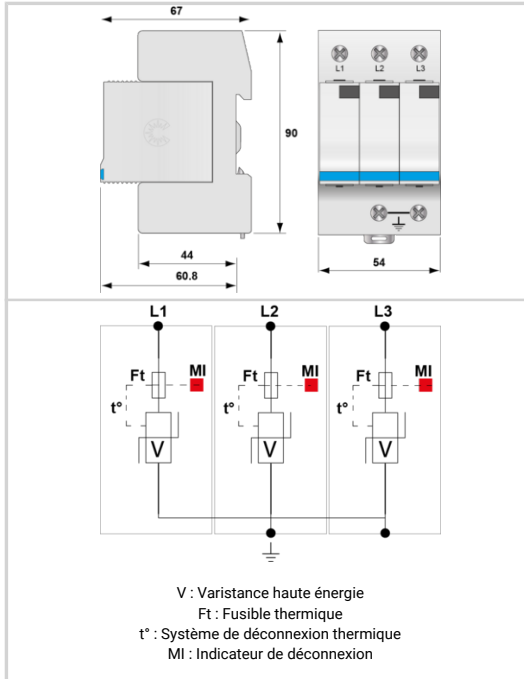 67
L1 L2 L3
90
44
60.8
54
L1 L2 L3
Ft MI Ft MI Ft MI
t° t° t°
V V V
V : Varistance haute énergie
Ft : Fusible thermique
t° : Système de déconnexion thermique
MI : Indicateur de déconnexion